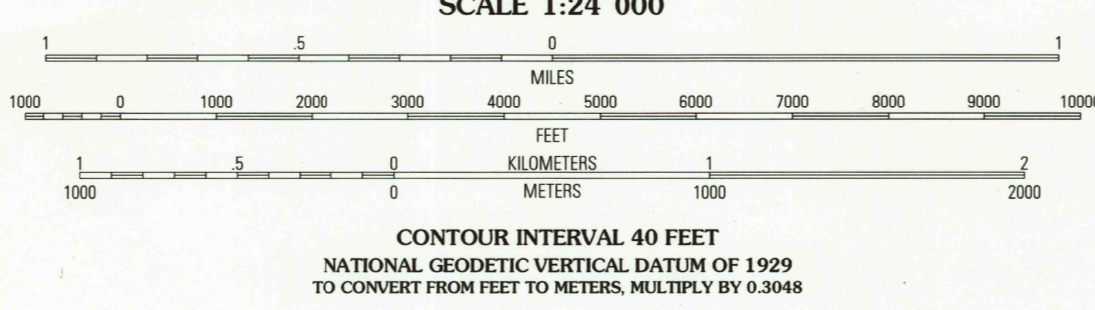 SCALE 1:24 000
1 .5 0 1
MILES
1000 0 1000 2000 3000 4000 5000 6000 7000 8000 9000 10000
FEET
1 .5 0 KILOMETERS 1 2
1000 0 METERS 1000 2000
CONTOUR INTERVAL 40 FEET
NATIONAL GEODETIC VERTICAL DATUM OF 1929
TO CONVERT FROM FEET TO METERS, MULTIPLY BY 0.3048